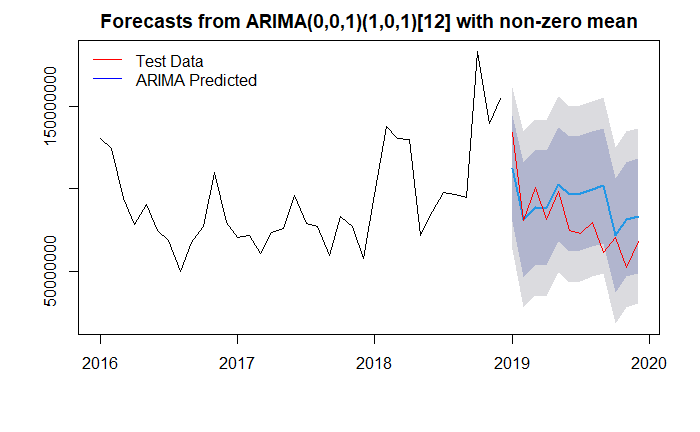 Forecasts from ARIMA(0,0,1)(1,0,1)[12] with non-zero mean
Test Data
ARIMA Predicted
150000000
50000000
2016 2017 2018 2019 2020